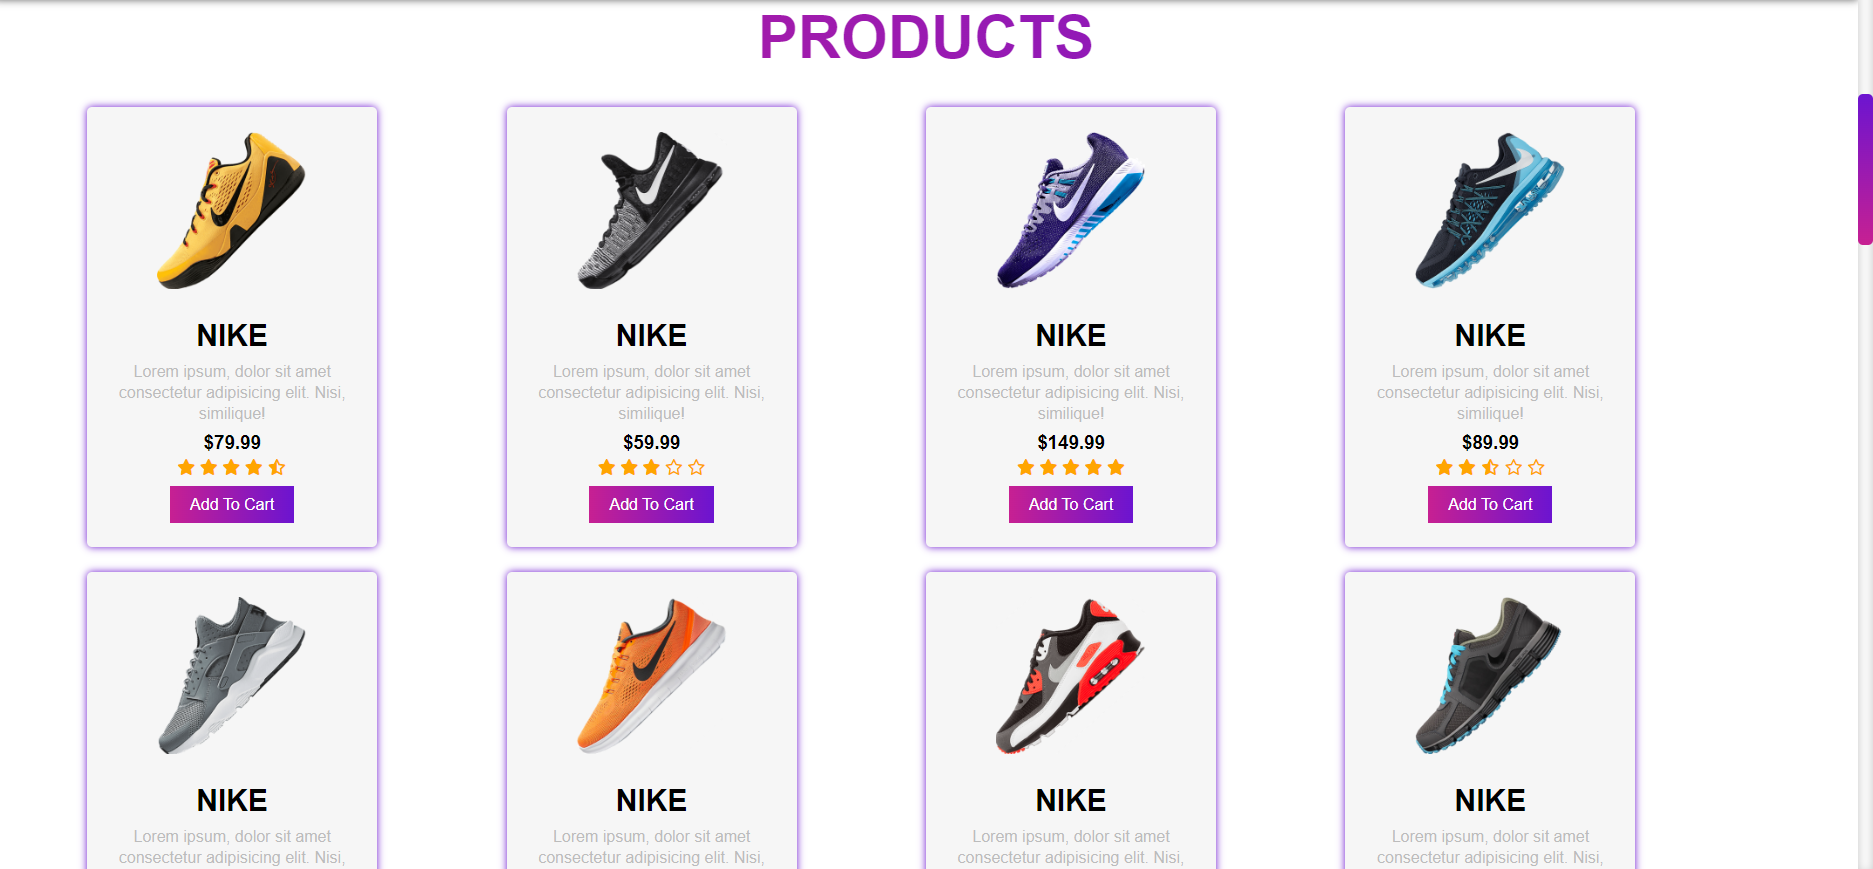 PRODUCTS
NIKE
Lorem ipsum, dolor sit amet
consectetur adipisicing elit. Nisi,
similique!
$79.99
Add To Cart
NIKE
Lorem ipsum, dolor sit amet
consectetur adipisicing elit. Nisi,
similique!
$59.99
Add To Cart
NIKE
Lorem ipsum, dolor sit amet
consectetur adipisicing elit. Nisi,
similique!
$149.99
Add To Cart
NIKE
Lorem ipsum, dolor sit amet
consectetur adipisicing elit. Nisi,
similique!
$89.99
Add To Cart
NIKE
Lorem ipsum, dolor sit amet
consectetur adipisicing elit. Nisi,
NIKE
Lorem ipsum, dolor sit amet
consectetur adipisicing elit. Nisi,
NIKE
Lorem ipsum, dolor sit amet
consectetur adipisicing elit. Nisi,
NIKE
Lorem ipsum, dolor sit amet
consectetur adipisicing elit. Nisi,